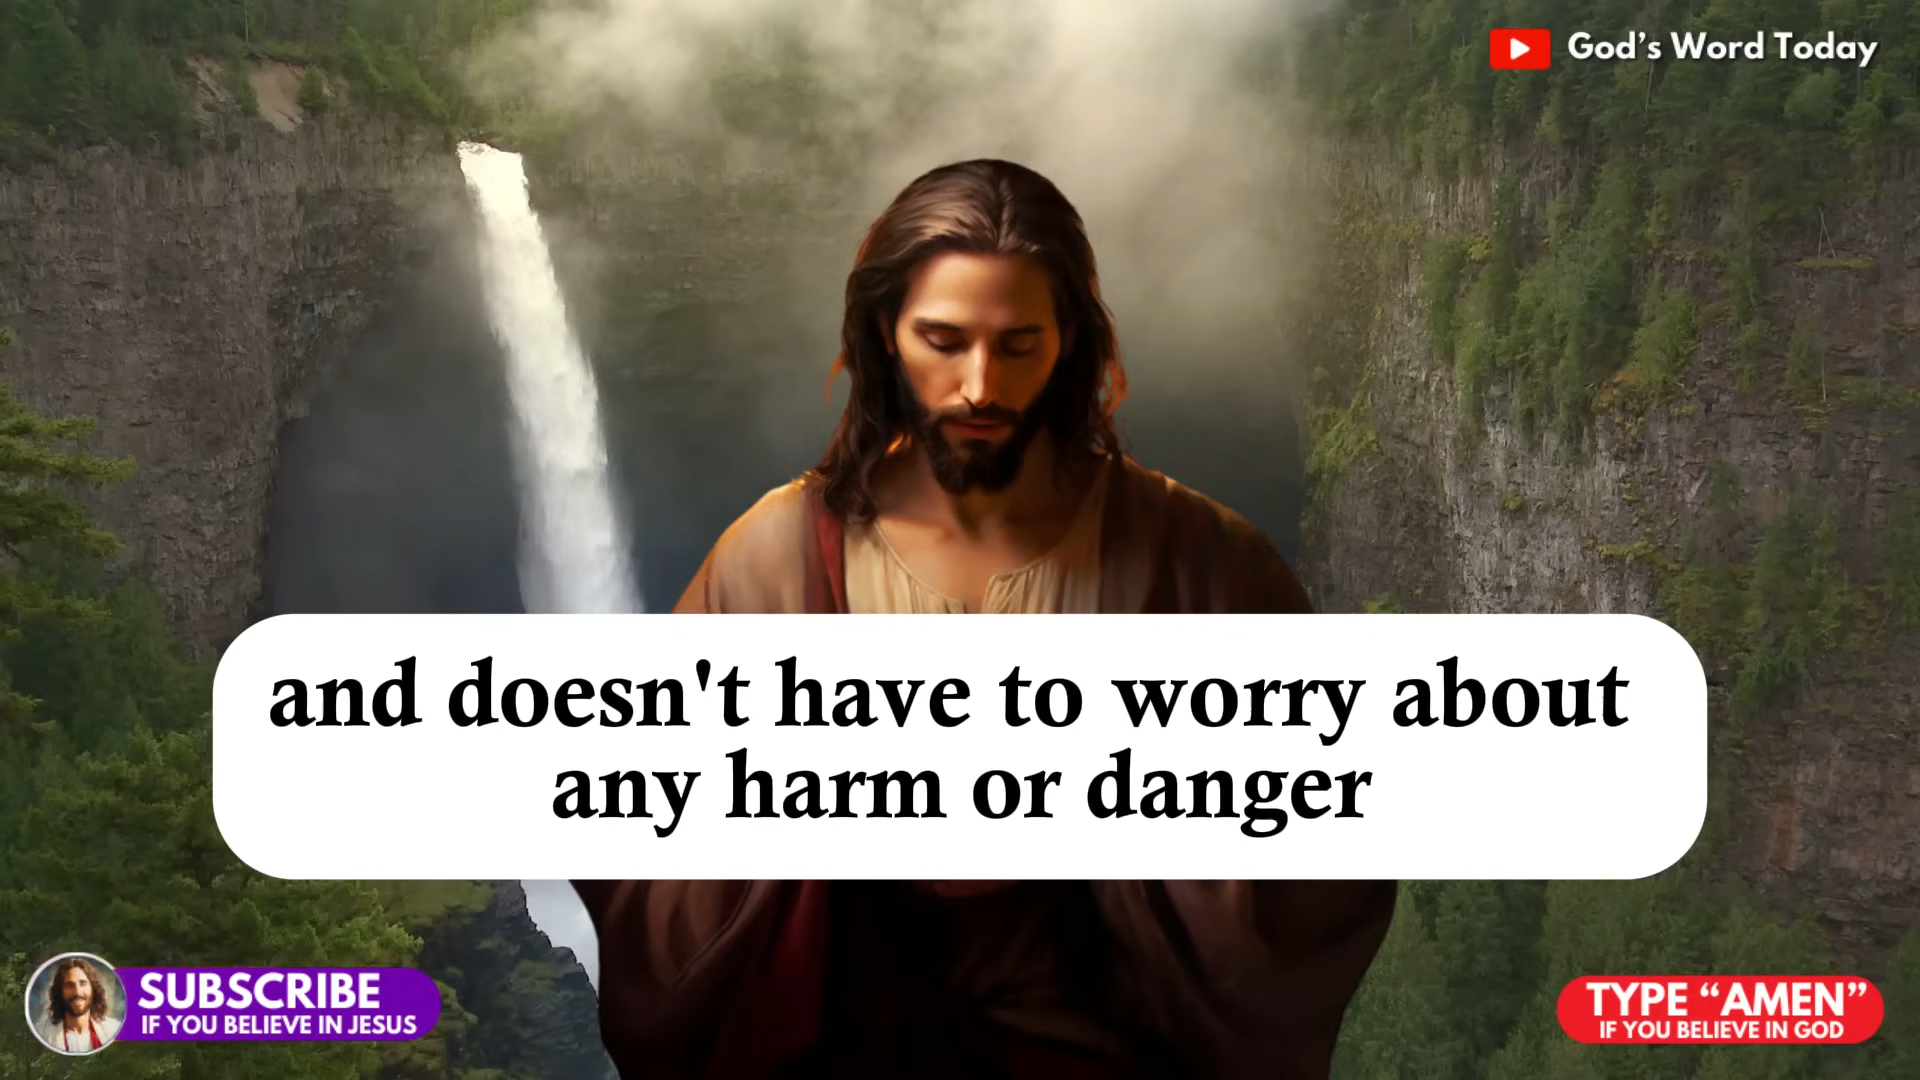 God’s Word Today
and doesn't have to worry about
any harm or danger
SUBSCRIBE
IF YOU BELIEVE IN JESUS
TYPE “AMEN”
IF YOU BELIEVE IN GOD